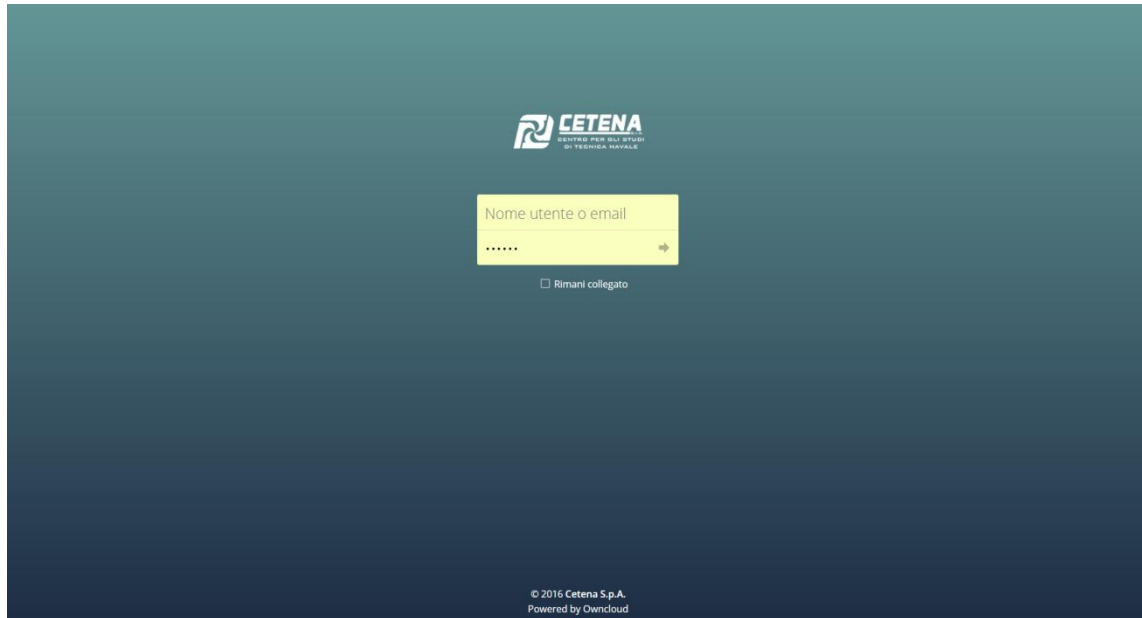 CETENA
CENTRO PER GLI STUDI
DI TECNICA NAVALE
Nome utente o email
••••••
Rimani collegato
© 2016 Cetena S.p.A.
Powered by Owncloud